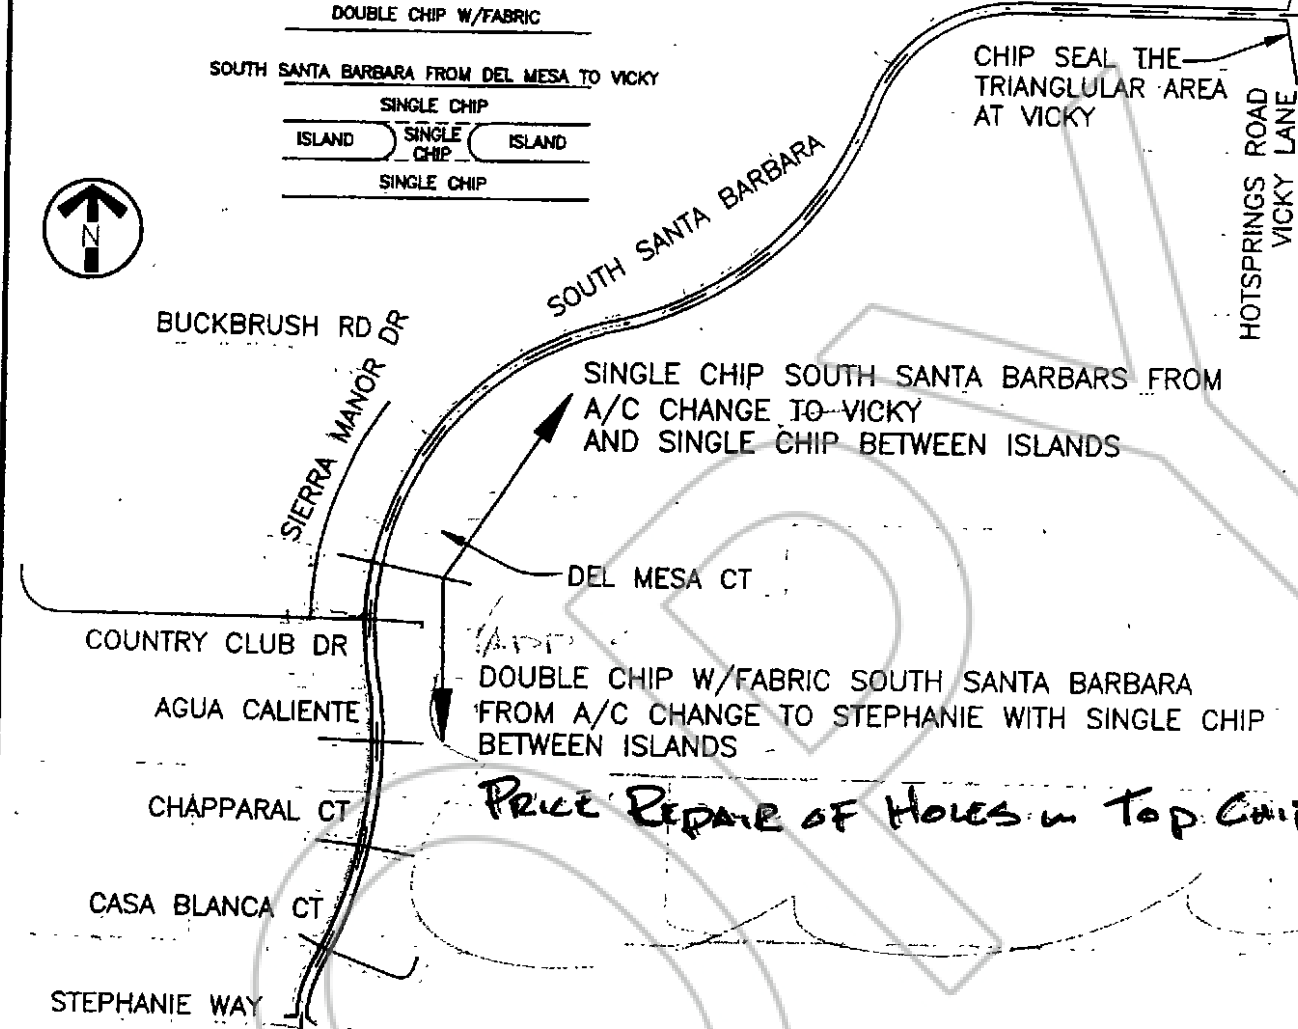 DOUBLE CHIP W/FABRIC
SOUTH SANTA BARBARA FROM DEL MESA TO VICKY
SINGLE CHIP
ISLAND
SINGLE
CHIP
ISLAND
SINGLE CHIP
CHIP SEAL THE
TRIANGLULAR AREA
AT VICKY
HOTSPRINGS ROAD
VICKY LANE
SOUTH SANTA BARBARA
N
BUCKBRUSH RD
SIERRA MANOR DR
SINGLE CHIP SOUTH SANTA BARBARS FROM
A/C CHANGE TO VICKY
AND SINGLE CHIP BETWEEN ISLANDS
DEL MESA CT
COUNTRY CLUB DR
DOUBLE CHIP W/FABRIC SOUTH SANTA BARBARA
FROM A/C CHANGE TO STEPHANIE WITH SINGLE CHIP
BETWEEN ISLANDS
AGUA CALIENTE
PRICE REPAIR OF HOLES in TOP
CHAPPARAL CT
CASA BLANCA CT
STEPHANIE WAY